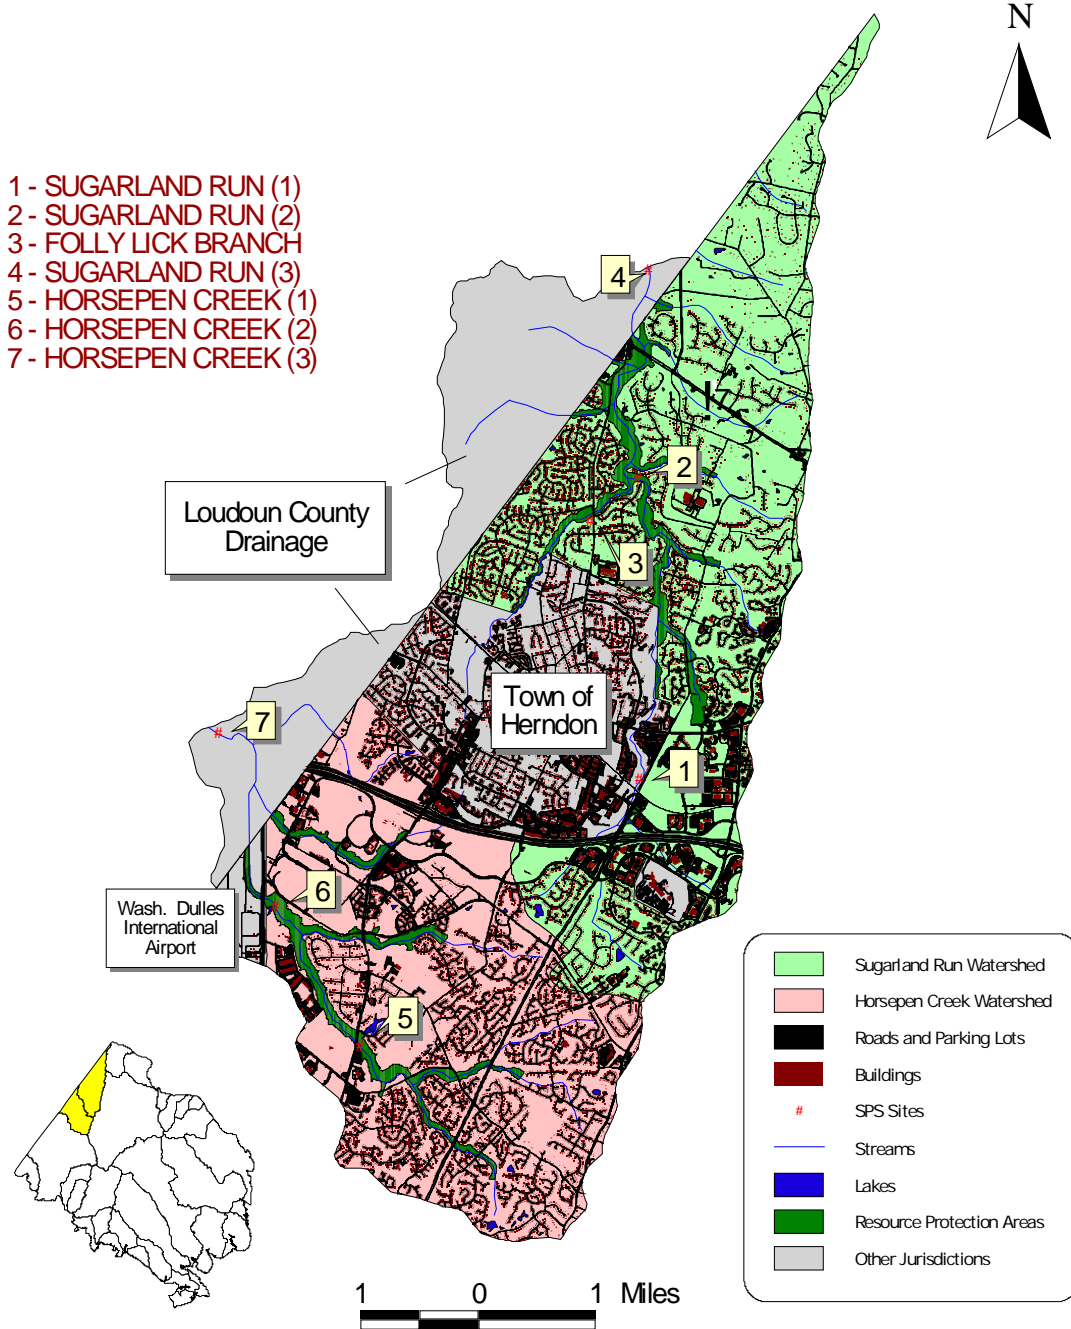 N
1 - SUGARLAND RUN (1)
2 - SUGARLAND RUN (2)
3 - FOLLY LICK BRANCH
4 - SUGARLAND RUN (3)
5 - HORSEPEN CREEK (1)
6 - HORSEPEN CREEK (2)
7 - HORSEPEN CREEK (3)
4
7
2
Loudoun County
Drainage
3
Town of
Herndon
7
1
6
Wash. Dulles
International
Airport
5
Sugarland Run Watershed
Horsepen Creek Watershed
Roads and Parking Lots
Buildings
# SPS Sites
Streams
Lakes
Resource Protection Areas
Other Jurisdictions
1 0 1 Miles